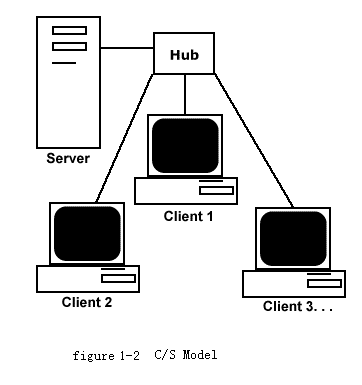 Hub
Server
Client 1
Client 2
Client 3. . .
figure 1-2 C/S Model